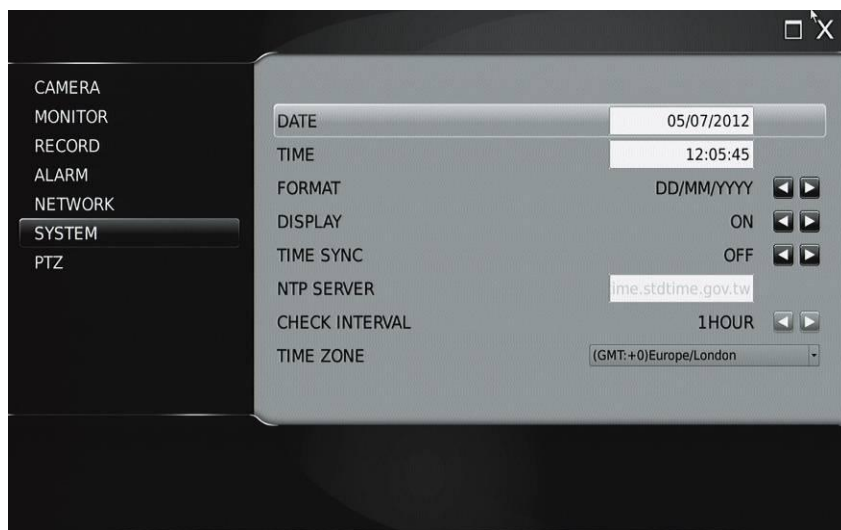 X
CAMERA
MONITOR
RECORD
ALARM
NETWORK
SYSTEM
PTZ
DATE 05/07/2012
TIME 12:05:45
FORMAT DD/MM/YYYY
DISPLAY ON
TIME SYNC OFF
NTP SERVER ime.stdtime.gov.tw
CHECK INTERVAL 1HOUR
TIME ZONE (GMT:+0)Europe/London